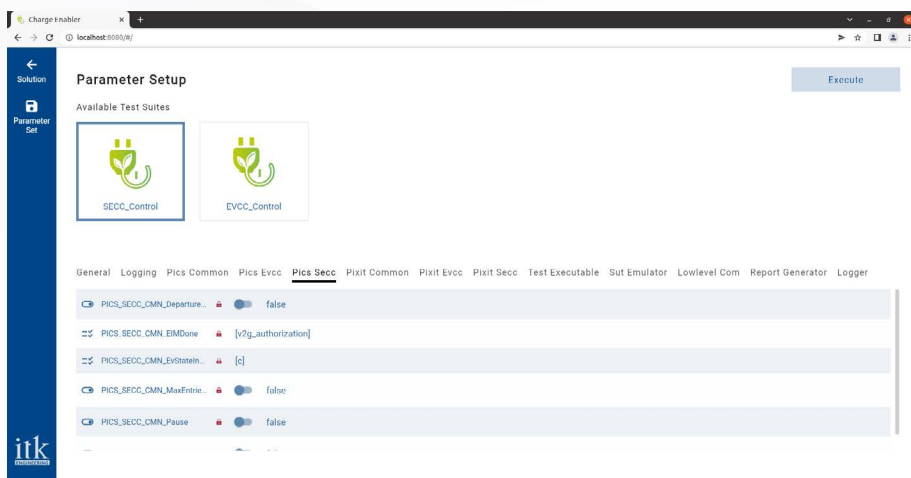 Charge Enabler
localhost:8080/#/
Solution
Parameter Set
Parameter Setup
Execute
Available Test Suites
SECC_Control
EVCC_Control
General Logging Pics Common Pics Evcc Pics Secc Pixit Common Pixit Evcc Pixit Secc Test Executable Sut Emulator Lowlevel Com Report Generator Logger
PICS_SECC_CMN_Departure... false
PICS_SECC_CMN_EIMDone [v2g_authorization]
PICS_SECC_CMN_EvStateIn... [c]
PICS_SECC_CMN_MaxEntrie... false
PICS_SECC_CMN_Pause false
itk
ENGINEERING